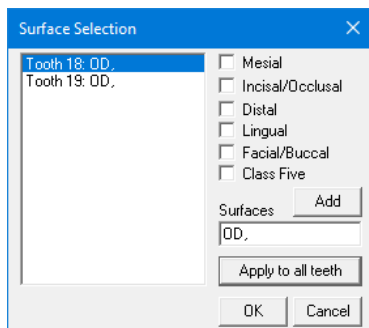 Surface Selection
Tooth 18: OD,
Tooth 19: OD,
Mesial
Incisal/Occlusal
Distal
Lingual
Facial/Buccal
Class Five
Surfaces
Add
OD,
Apply to all teeth
OK
Cancel